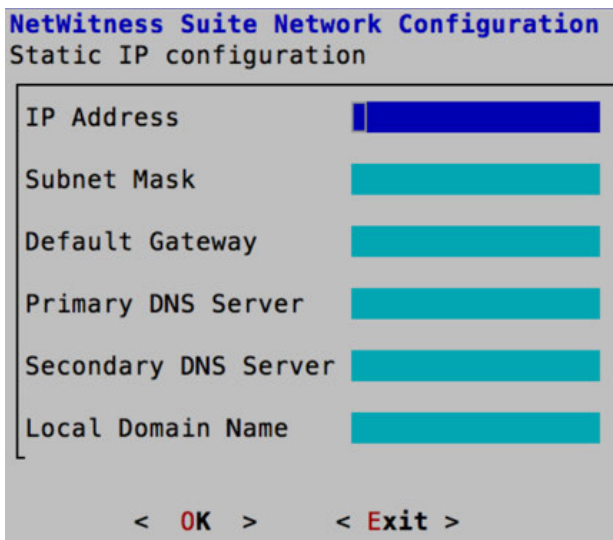 NetWitness Suite Network Configuration
Static IP configuration
IP Address
Subnet Mask
Default Gateway
Primary DNS Server
Secondary DNS Server
Local Domain Name
< OK > < Exit >